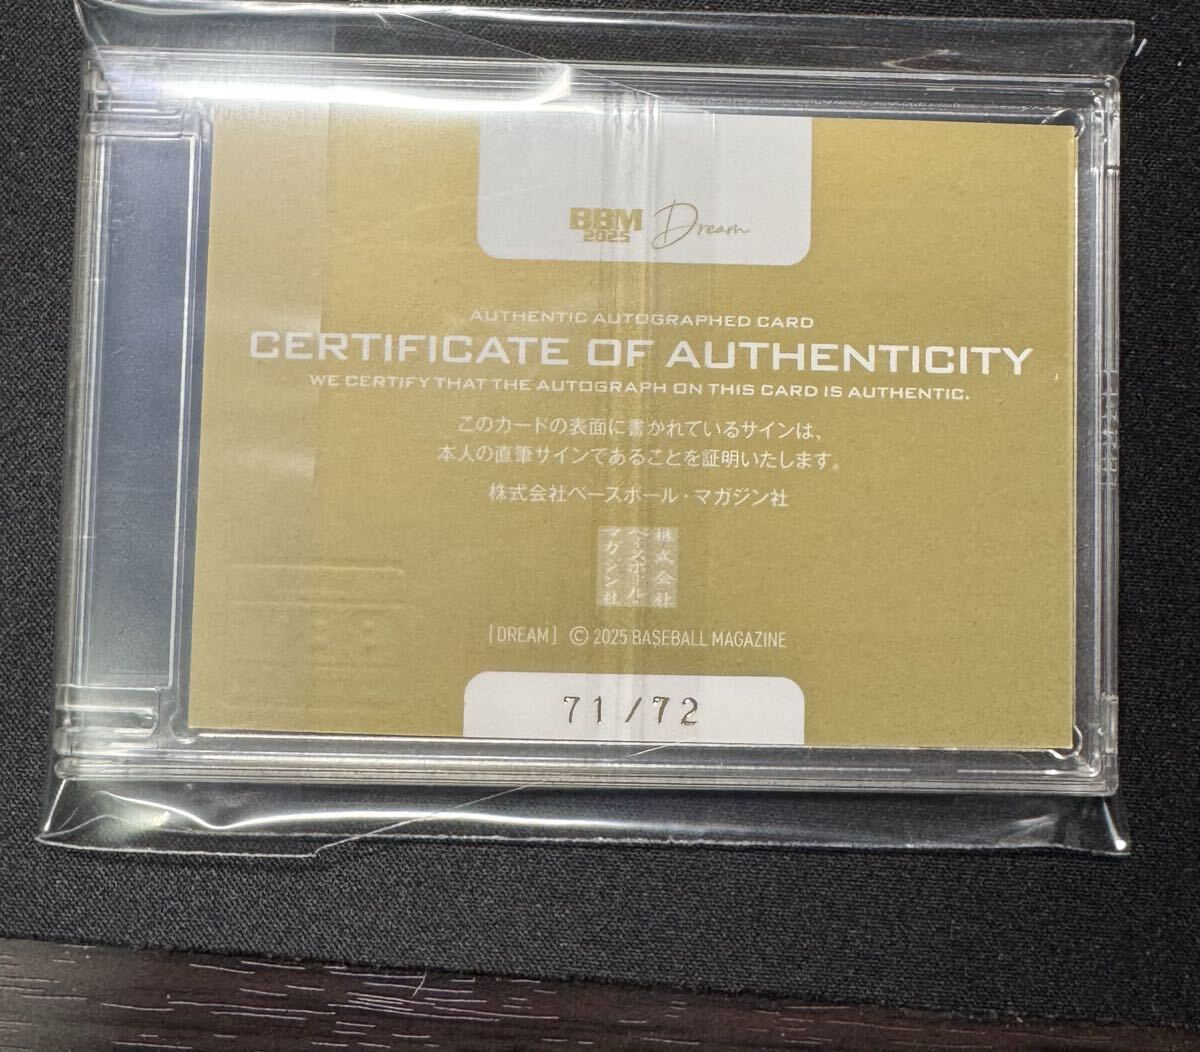 BBM
2025
Dream
AUTHENTIC AUTOGRAPHED CARD
CERTIFICATE OF AUTHENTICITY
WE CERTIFY THAT THE AUTOGRAPH ON THIS CARD IS AUTHENTIC.
このカードの表面に書かれているサインは、
本人の直筆サインであることを証明いたします。
株式会社ベースボール・マガジン社
株式会社
ベースボール・
マガジン社
[DREAM] © 2025 BASEBALL MAGAZINE
71/72